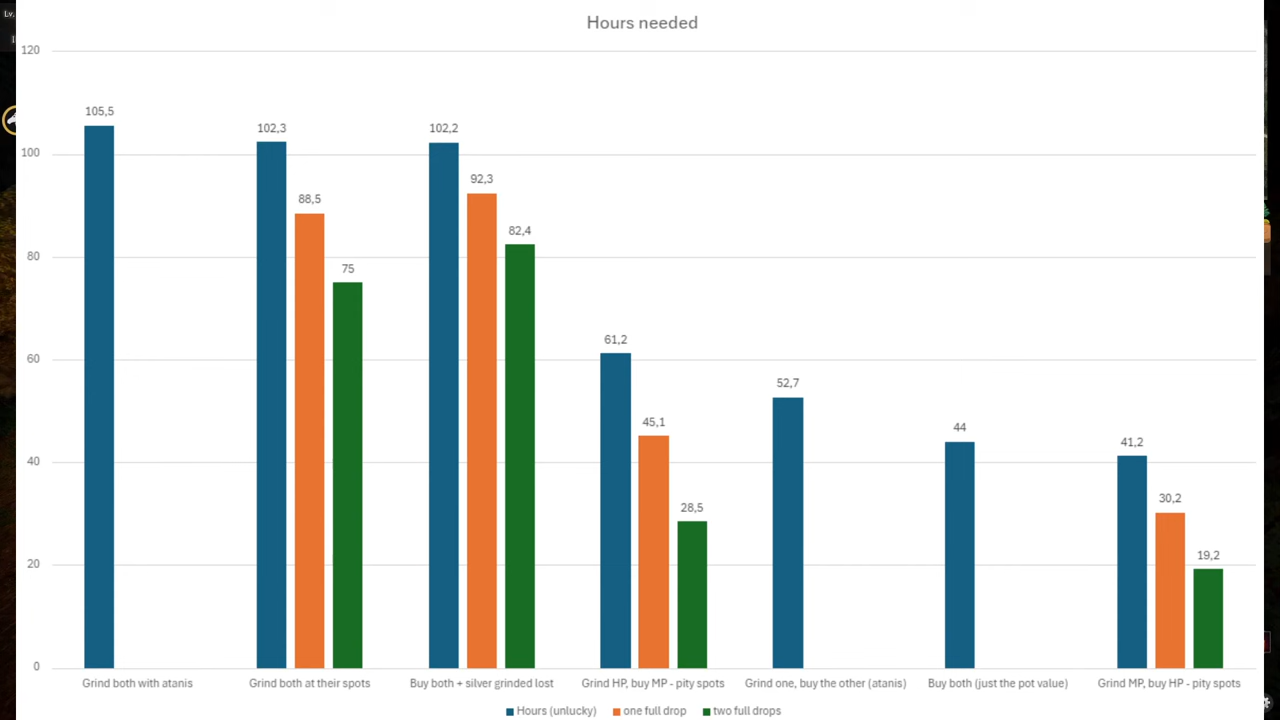 Lv.
Hours needed
120
100
80
60
40
20
0
105,5
102,3
88,5
75
102,2
92,3
82,4
61,2
45,1
28,5
52,7
44
41,2
30,2
19,2
Grind both with atanis
Grind both at their spots
Buy both + silver grinded lost
Grind HP, buy MP - pity spots
Grind one, buy the other (atanis)
Buy both (just the pot value)
Grind MP, buy HP - pity spots
Hours (unlucky)
one full drop
two full drops